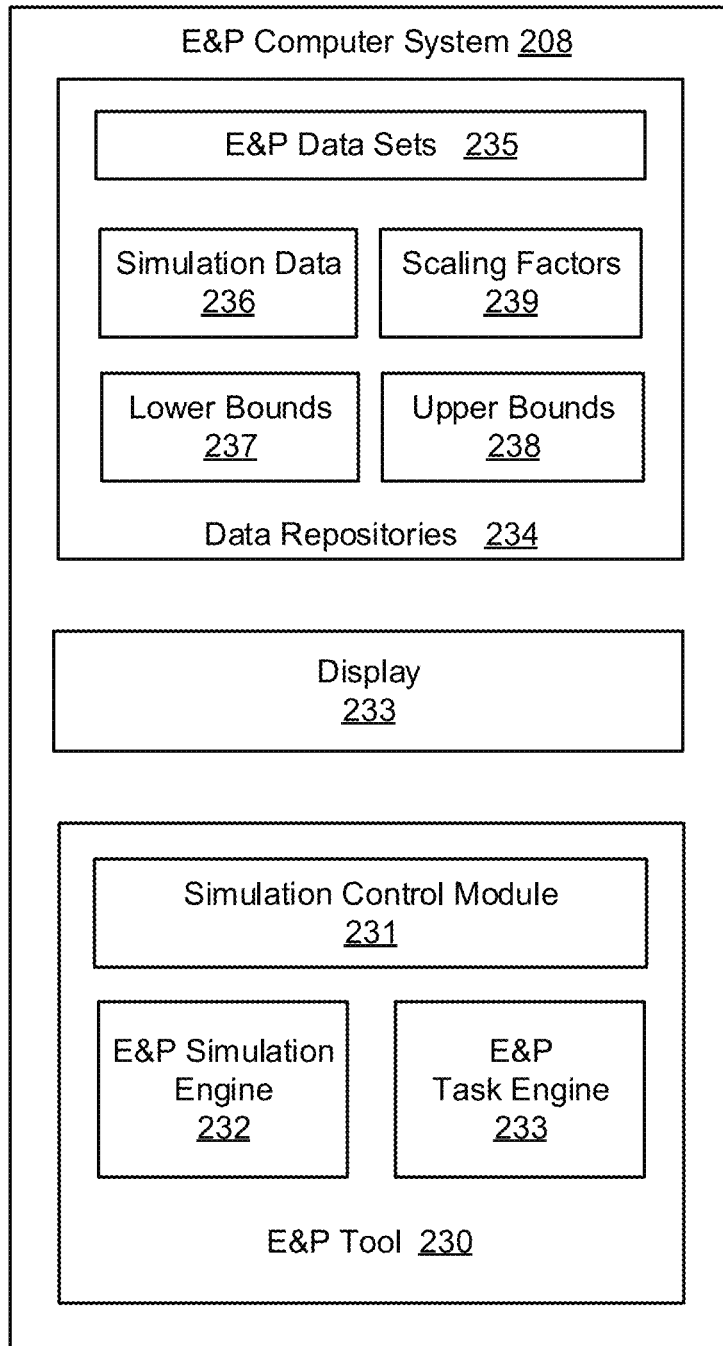 E&P Computer System 208
E&P Data Sets 235
Simulation Data
236
Scaling Factors
239
Lower Bounds
237
Upper Bounds
238
Data Repositories 234
Display
233
Simulation Control Module
231
E&P Simulation
Engine
232
E&P
Task Engine
233
E&P Tool 230